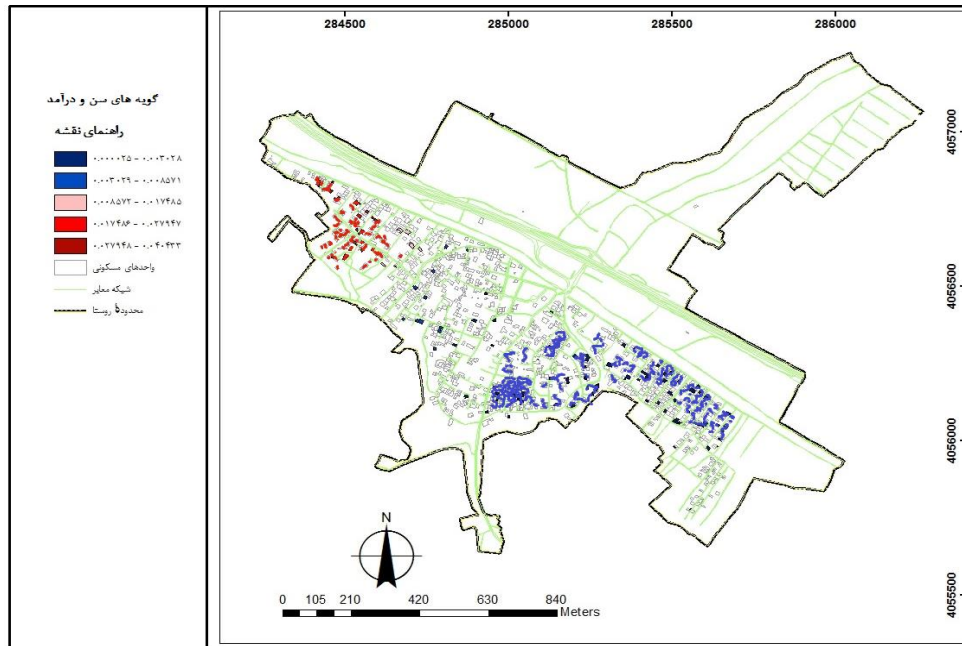 284500 285000 285500 286000
گویه های سن و درآمد
راهنمای نقشه
۰.۰۰۰۰۲۵ - ۰.۰۰۳۰۲۸
۰.۰۰۳۰۲۹ - ۰.۰۰۸۵۷۱
۰.۰۰۸۵۷۲ - ۰.۰۱۷۴۸۵
۰.۰۱۷۴۸۶ - ۰.۰۲۷۹۴۷
۰.۰۲۷۹۴۸ - ۰.۰۴۰۴۳۳
واحدهای مسکونی
شبکه معابر
محدودهٔ روستا
4057000
4056500
4056000
4055500
N
0 105 210 420 630 840
Meters